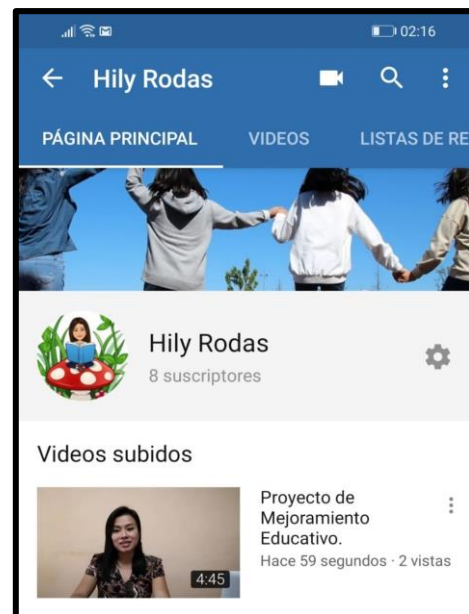 02:16
Hily Rodas
PÁGINA PRINCIPAL VIDEOS LISTAS DE RE
Hily Rodas
8 suscriptores
Videos subidos
Proyecto de
Mejoramiento
Educativo.
Hace 59 segundos · 2 vistas
4:45